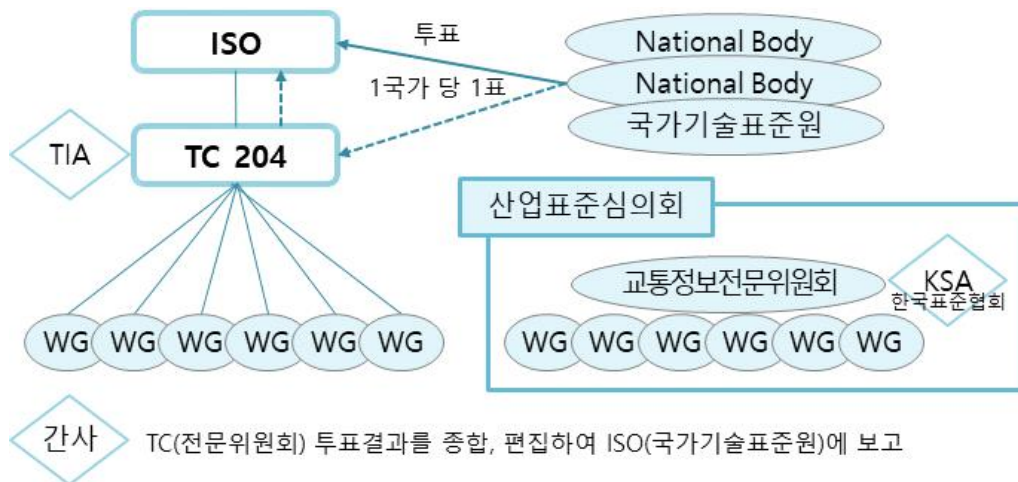 ISO
투표
National Body
1국가 당 1표
National Body
국가기술표준원
TIA
TC 204
산업표준심의회
교통정보전문위원회
KSA
한국표준협회
WG WG WG WG WG WG
WG WG WG WG WG WG
간사
TC(전문위원회) 투표결과를 종합, 편집하여 ISO(국가기술표준원)에 보고